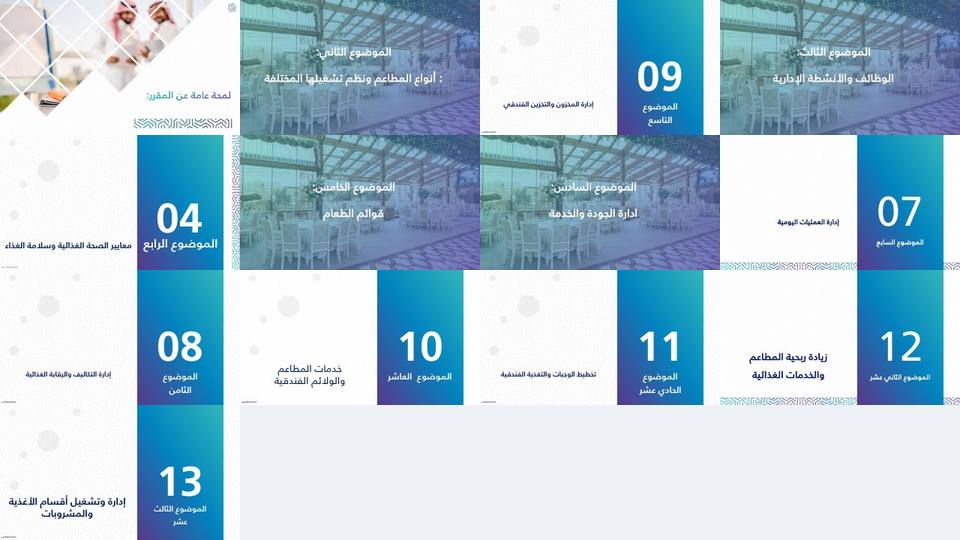 لمحة عامة عن المقرر:
الموضوع الثاني:
: أنواع المطاعم ونظم تشغيلها المختلفة
09
الموضوع
التاسع
إدارة المخزون والتخزين الفندقي
الموضوع الثالث:
الوظائف والأنشطة الإدارية
04
الموضوع الرابع
معايير الصحة الغذائية وسلامة الغذاء
الموضوع الخامس:
قوائم الطعام
الموضوع السادس:
ادارة الجودة والخدمة
07
الموضوع السابع
إدارة العمليات اليومية
08
الموضوع
الثامن
إدارة التكاليف والرقابة الغذائية
10
الموضوع العاشر
خدمات المطاعم
والولائم الفندقية
11
الموضوع
الحادي عشر
تخطيط الوجبات والتغذية الفندقية
12
الموضوع الثاني عشر
زيادة ربحية المطاعم
والخدمات الغذائية
13
الموضوع الثالث
عشر
إدارة وتشغيل أقسام الأغذية
والمشروبات